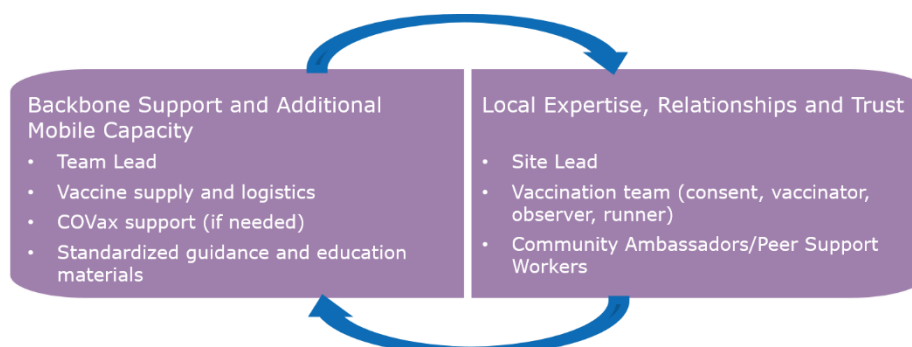 Backbone Support and Additional
Mobile Capacity
• Team Lead
• Vaccine supply and logistics
• COVax support (if needed)
• Standardized guidance and education
materials
Local Expertise, Relationships and Trust
• Site Lead
• Vaccination team (consent, vaccinator,
observer, runner)
• Community Ambassadors/Peer Support
Workers